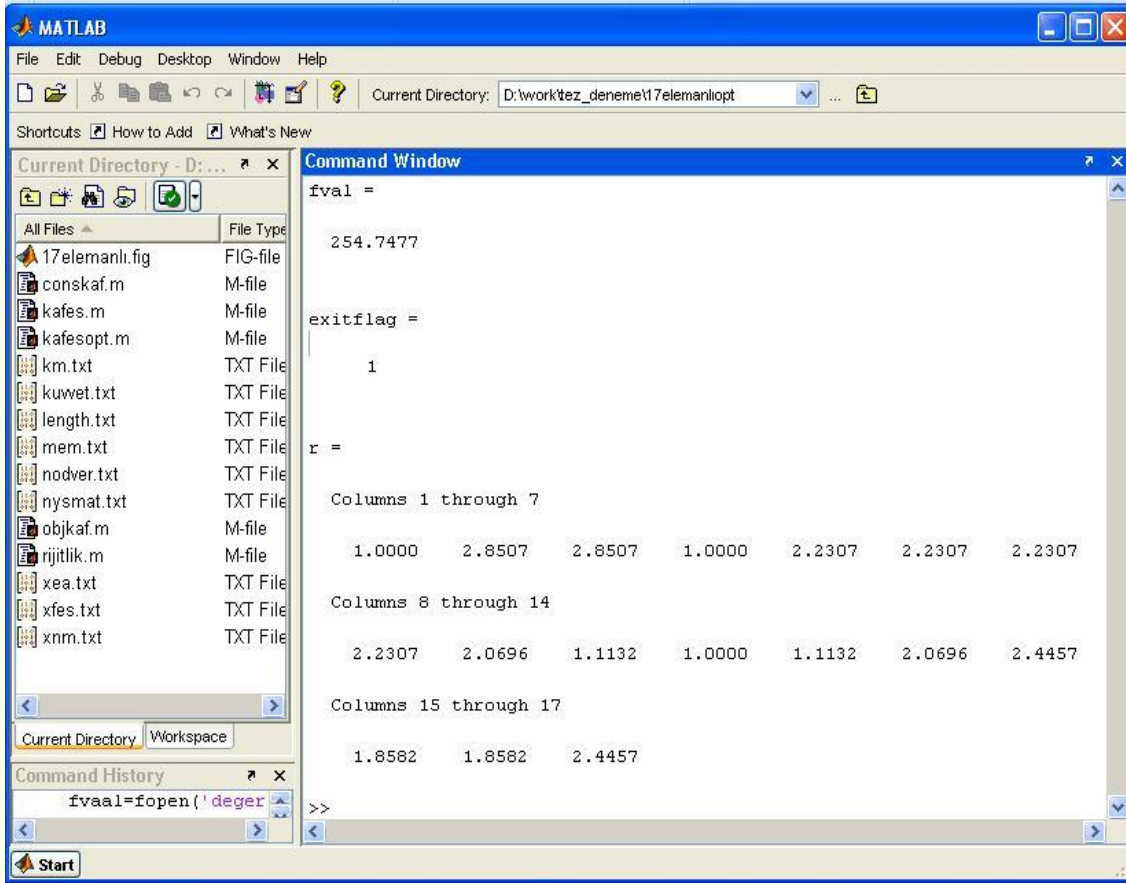 MATLAB
File Edit Debug Desktop Window Help
Current Directory: D:\work\tez_deneme\17elemanlıopt ...
Shortcuts How to Add What's New
Current Directory - D: ...
All Files File Type
17elemanlı.fig FIG-file
conskaf.m M-file
kafes.m M-file
kafesopt.m M-file
km.txt TXT File
kuvvet.txt TXT File
length.txt TXT File
mem.txt TXT File
nodver.txt TXT File
nysmat.txt TXT File
objkaf.m M-file
rijitlik.m M-file
xea.txt TXT File
xfes.txt TXT File
xnm.txt TXT File
Current Directory Workspace
Command History
fvaal=fopen('deger
Command Window
fval =
254.7477
exitflag =
1
r =
Columns 1 through 7
1.0000 2.8507 2.8507 1.0000 2.2307 2.2307 2.2307
Columns 8 through 14
2.2307 2.0696 1.1132 1.0000 1.1132 2.0696 2.4457
Columns 15 through 17
1.8582 1.8582 2.4457
>>
Start